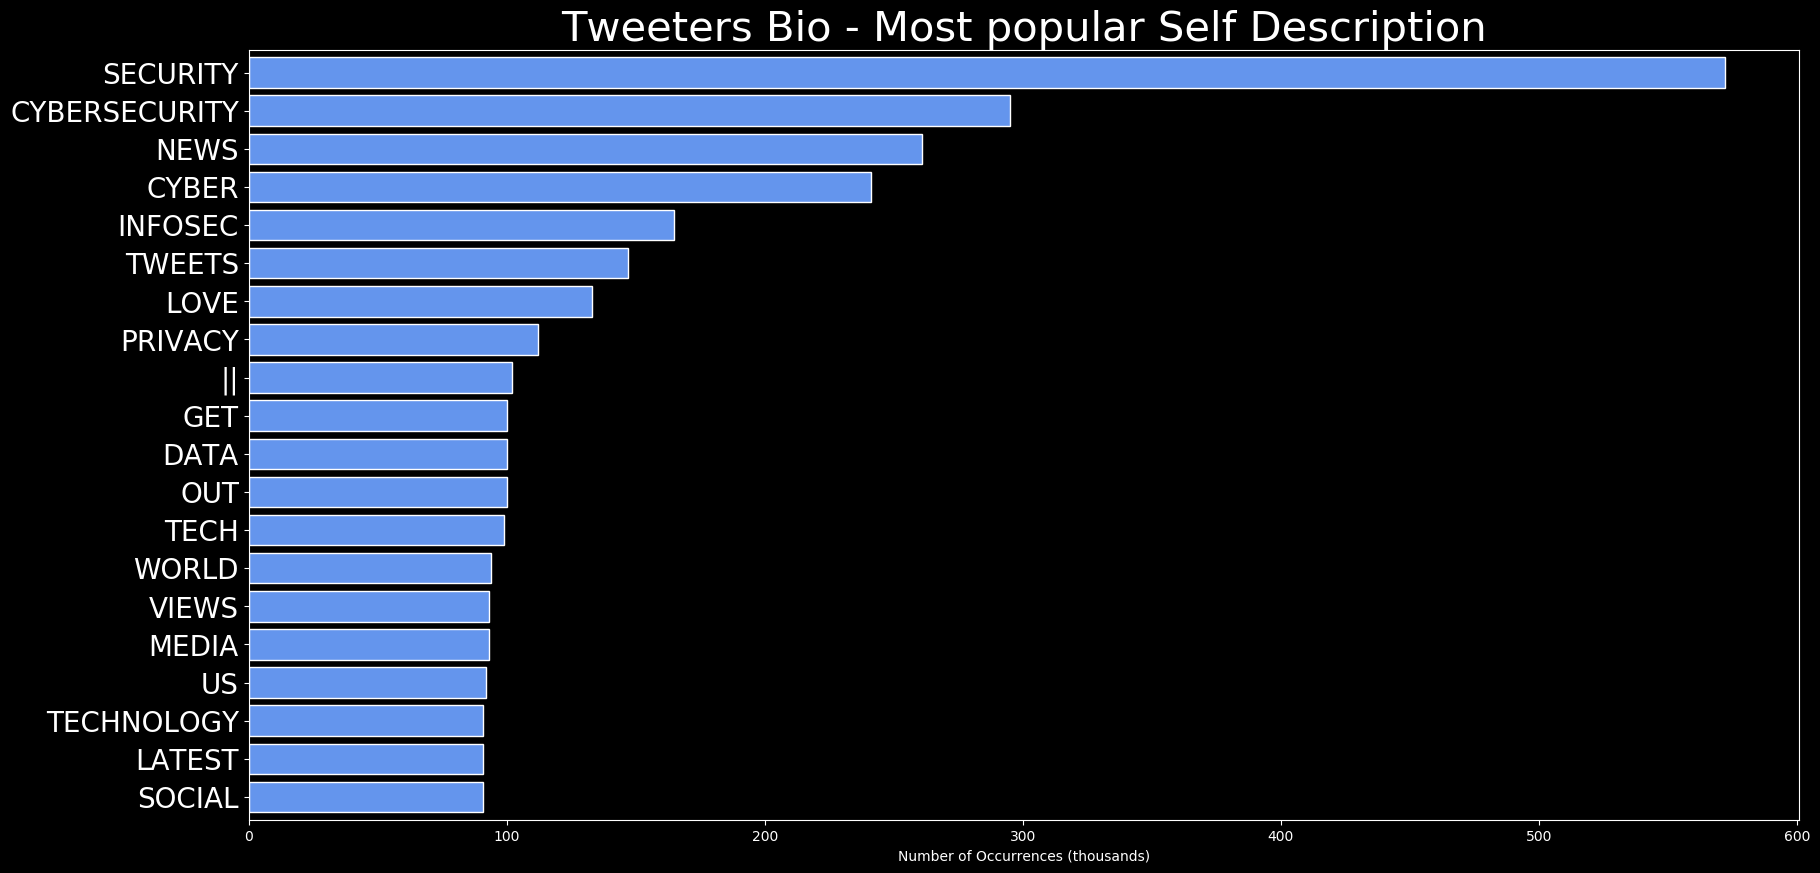 Tweeters Bio - Most popular Self Description
SECURITY
CYBERSECURITY
NEWS
CYBER
INFOSEC
TWEETS
LOVE
PRIVACY
||
GET
DATA
OUT
TECH
WORLD
VIEWS
MEDIA
US
TECHNOLOGY
LATEST
SOCIAL
0 100 200 300 400 500 600
Number of Occurrences (thousands)